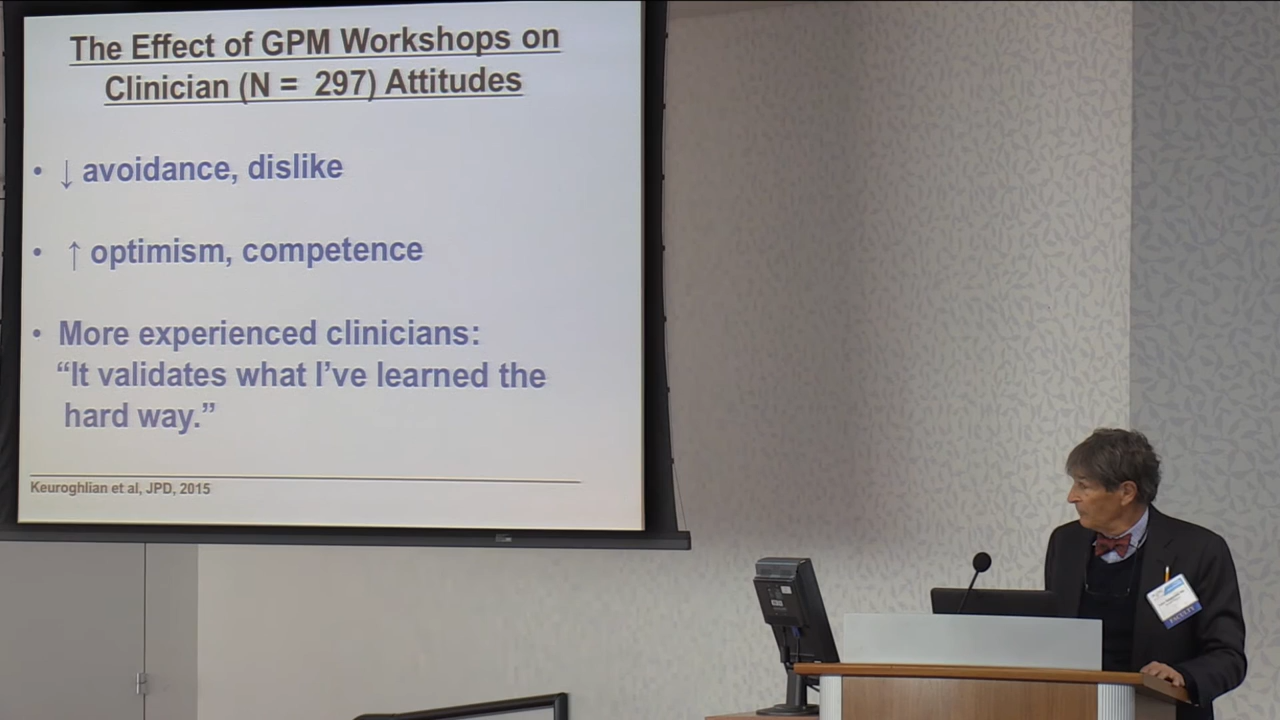 The Effect of GPM Workshops on
Clinician (N = 297) Attitudes
• ↓ avoidance, dislike
• ↑ optimism, competence
• More experienced clinicians:
“It validates what I’ve learned the
hard way.”
Keuroghlian et al, JPD, 2015
FACULTY